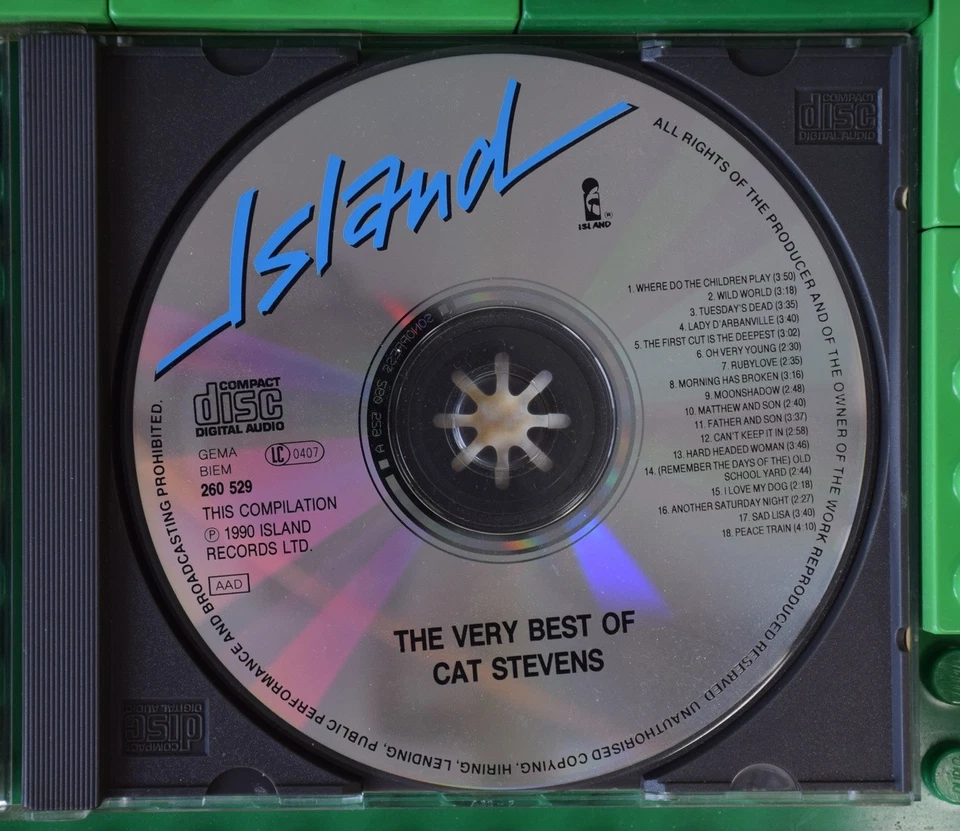 Island
ISLAND
®
ALL RIGHTS OF THE PRODUCER AND OF THE OWNER OF THE WORK REPRODUCED RESERVED UNAUTHORISED COPYING, HIRING, LENDING, PUBLIC PERFORMANCE AND BROADCASTING PROHIBITED.
1. WHERE DO THE CHILDREN PLAY (3:50)
2. WILD WORLD (3:18)
3. TUESDAY'S DEAD (3:35)
4. LADY D'ARBANVILLE (3:40)
5. THE FIRST CUT IS THE DEEPEST (3:02)
6. OH VERY YOUNG (2:30)
7. RUBYLOVE (2:35)
8. MORNING HAS BROKEN (3:16)
9. MOONSHADOW (2:48)
10. MATTHEW AND SON (2:40)
11. FATHER AND SON (3:37)
12. CAN'T KEEP IT IN (2:58)
13. HARD HEADED WOMAN (3:46)
14. (REMEMBER THE DAYS OF THE) OLD
SCHOOL YARD (2:44)
15 I LOVE MY DOG (2:18)
16. ANOTHER SATURDAY NIGHT (2:27)
17. SAD LISA (3:40)
18. PEACE TRAIN (4:10)
COMPACT
disc
DIGITAL AUDIO
GEMA
BIEM
LC 0407
260 529
THIS COMPILATION
℗ 1990 ISLAND
RECORDS LTD.
AAD
THE VERY BEST OF
CAT STEVENS
COMPACT
disc
DIGITAL AUDIO
COMPACT
disc
DIGITAL AUDIO
SONOPRESS